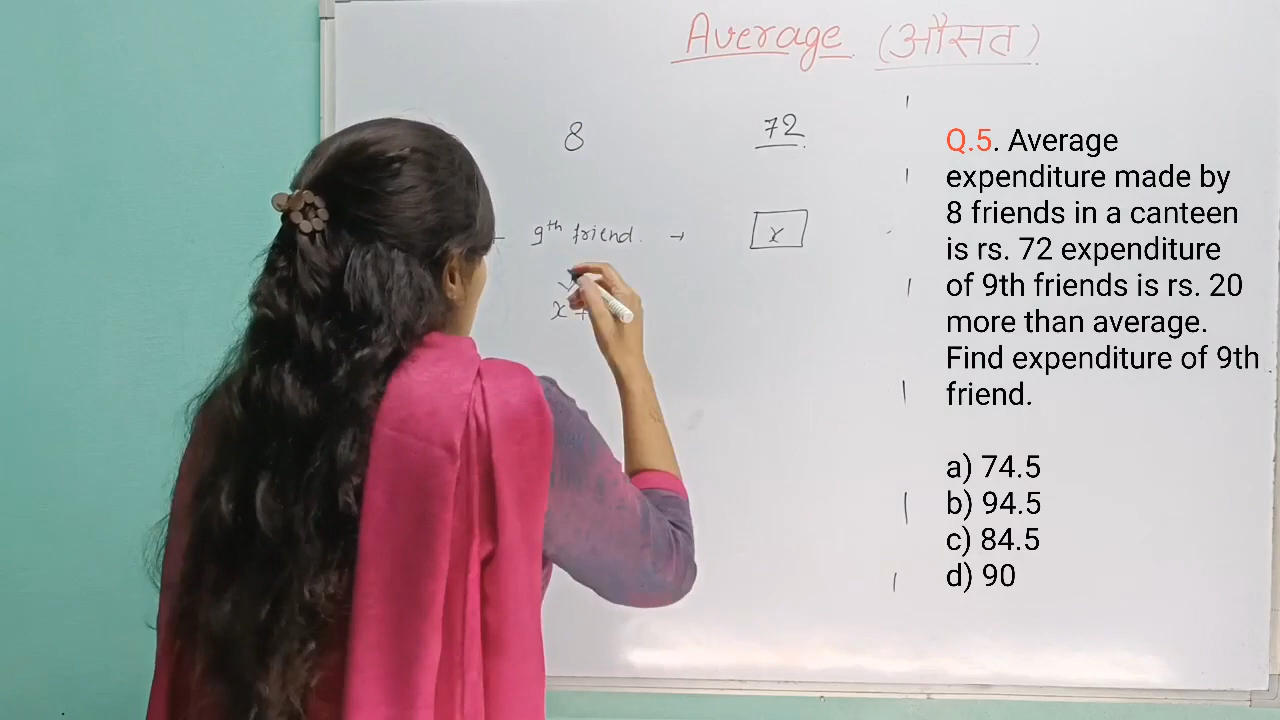 Average (औसत)
8 72
9th friend. → x
x +
Q.5. Average
expenditure made by
8 friends in a canteen
is rs. 72 expenditure
of 9th friends is rs. 20
more than average.
Find expenditure of 9th
friend.
a) 74.5
b) 94.5
c) 84.5
d) 90